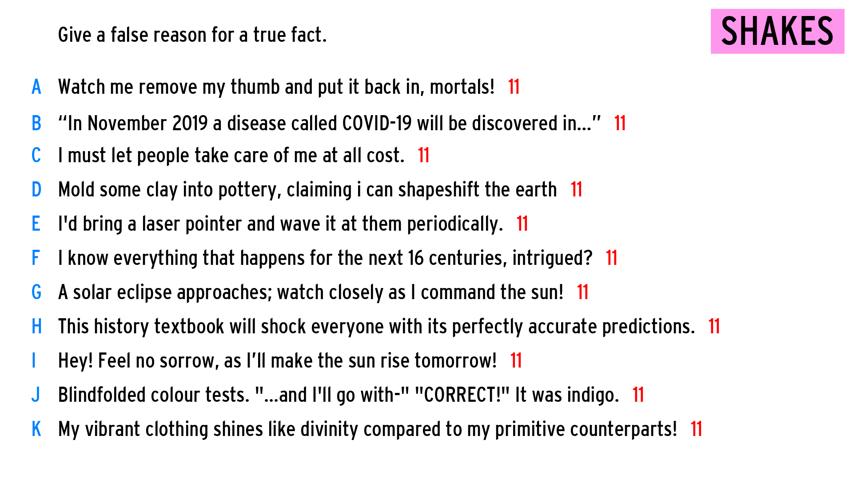 Give a false reason for a true fact.
SHAKES
A Watch me remove my thumb and put it back in, mortals! 11
B “In November 2019 a disease called COVID-19 will be discovered in...” 11
C I must let people take care of me at all cost. 11
D Mold some clay into pottery, claiming i can shapeshift the earth 11
E I'd bring a laser pointer and wave it at them periodically. 11
F I know everything that happens for the next 16 centuries, intrigued? 11
G A solar eclipse approaches; watch closely as I command the sun! 11
H This history textbook will shock everyone with its perfectly accurate predictions. 11
I Hey! Feel no sorrow, as I’ll make the sun rise tomorrow! 11
J Blindfolded colour tests. "...and I'll go with-" "CORRECT!" It was indigo. 11
K My vibrant clothing shines like divinity compared to my primitive counterparts! 11